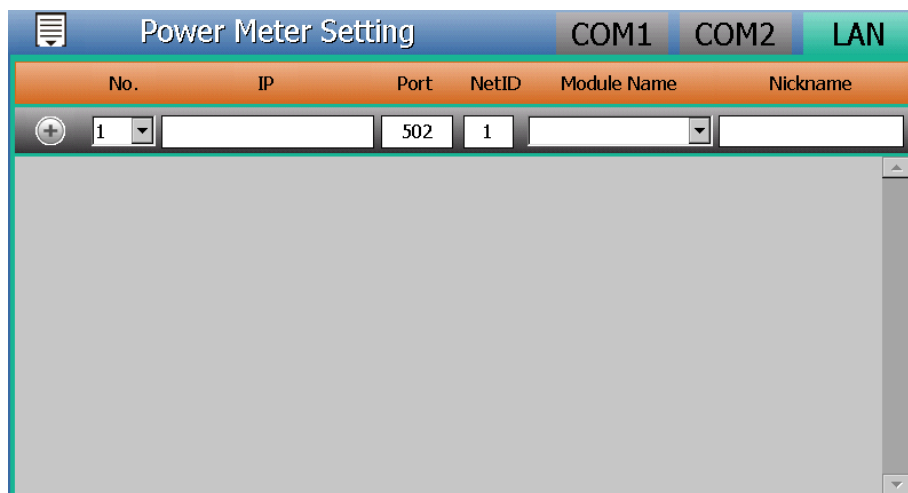 Power Meter Setting COM1 COM2 LAN
No. IP Port NetID Module Name Nickname
1 502 1